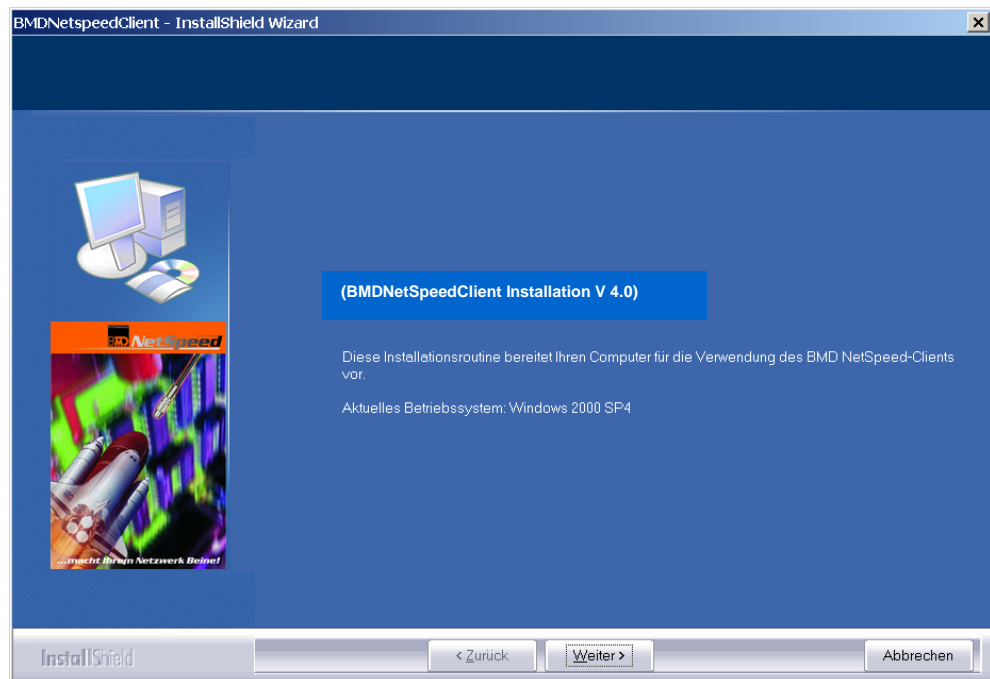 BMDNetspeedClient - InstallShield Wizard
(BMDNetSpeedClient Installation V 4.0)
BMD NetSpeed
Diese Installationsroutine bereitet Ihren Computer für die Verwendung des BMD NetSpeed-Clients
vor.
Aktuelles Betriebssystem: Windows 2000 SP4
...macht Ihrem Netzwerk Beine!
InstallShield
< Zurück
Weiter >
Abbrechen